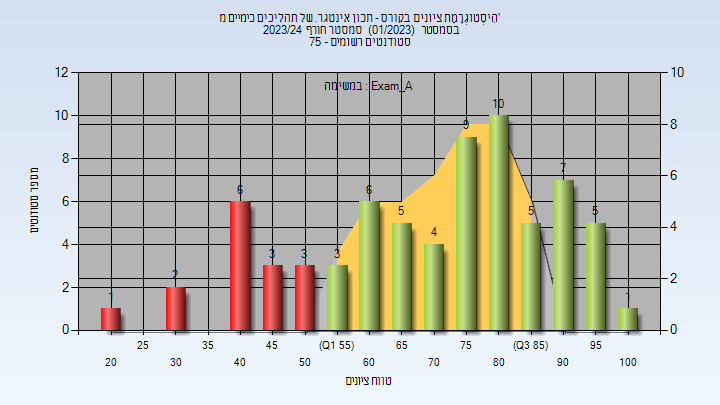 היסטוגרמת ציונים בקורס - תכון אינטגר. של תהליכים כימיים מ'
בסמסטר (01/2023) סמסטר חורף 2023/24
סטודנטים רשומים - 75
במשימה : Exam_A
מספר סטודנטים
12 10 8 6 4 2 0
10 8 6 4 2 0
1 2 6 3 3 3 6 5 4 9 10 5 7 5 1
25 35 45 (Q1 55) 65 75 (Q3 85) 95
20 30 40 50 60 70 80 90 100
טווח ציונים